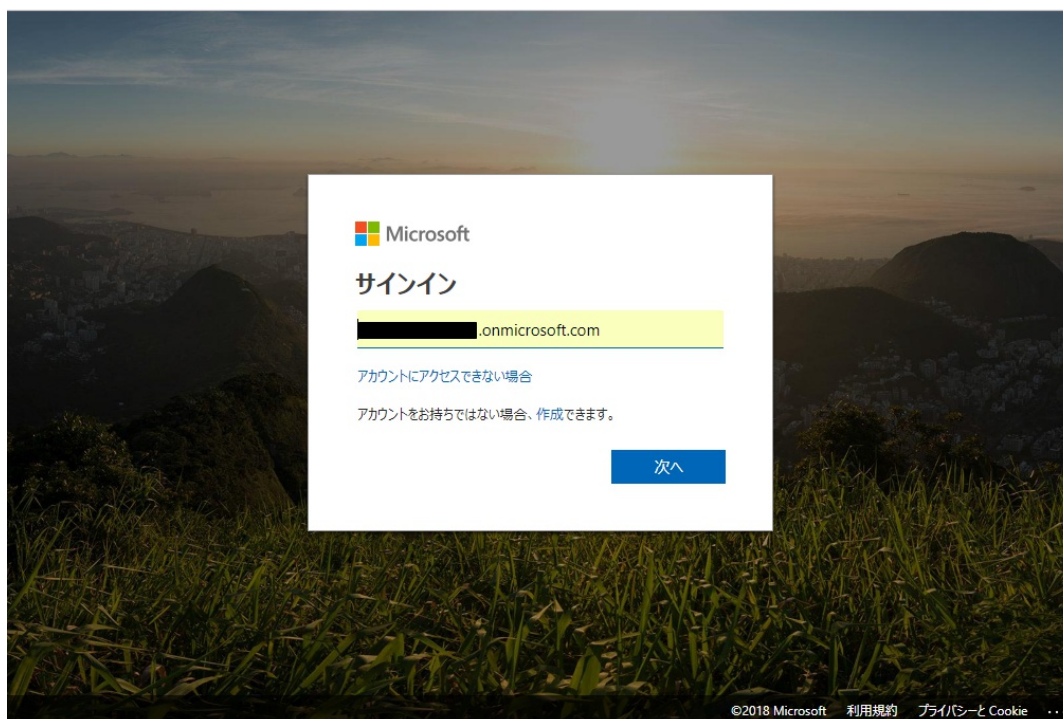 Microsoft
サインイン
.onmicrosoft.com
アカウントにアクセスできない場合
アカウントをお持ちではない場合、作成できます。
次へ
©2018 Microsoft 利用規約 プライバシーと Cookie ..